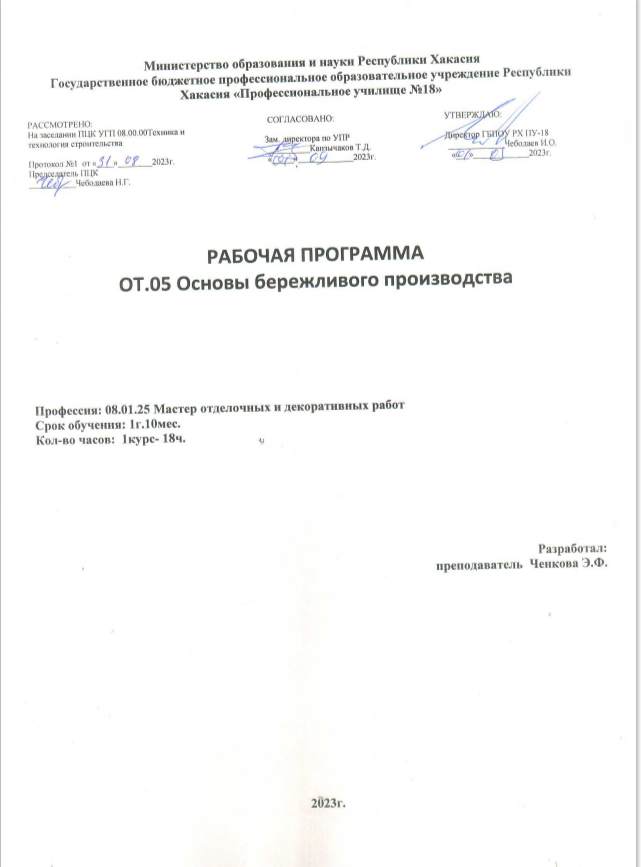 Министерство образования и науки Республики Хакасия
Государственное бюджетное профессиональное образовательное учреждение Республики
Хакасия «Профессиональное училище №18»
РАССМОТРЕНО:
На заседании ПЦК УГП 08.00.00Техника и
технология строительства
Протокол №1 от «31» 08 2023г.
Председатель ПЦК
Чебодаева Н.Г.
СОГЛАСОВАНО:
Зам. директора по УПР
Канзычаков Т.Д.
«01» 09 2023г.
УТВЕРЖДАЮ:
Директор ГБПОУ РХ ПУ-18
Чебодаев И.О.
«01» 2023г.
РАБОЧАЯ ПРОГРАММА
ОТ.05 Основы бережливого производства
Профессия: 08.01.25 Мастер отделочных и декоративных работ
Срок обучения: 1г.10мес.
Кол-во часов: 1курс- 18ч.
Разработал:
преподаватель Ченкова Э.Ф.
2023г.